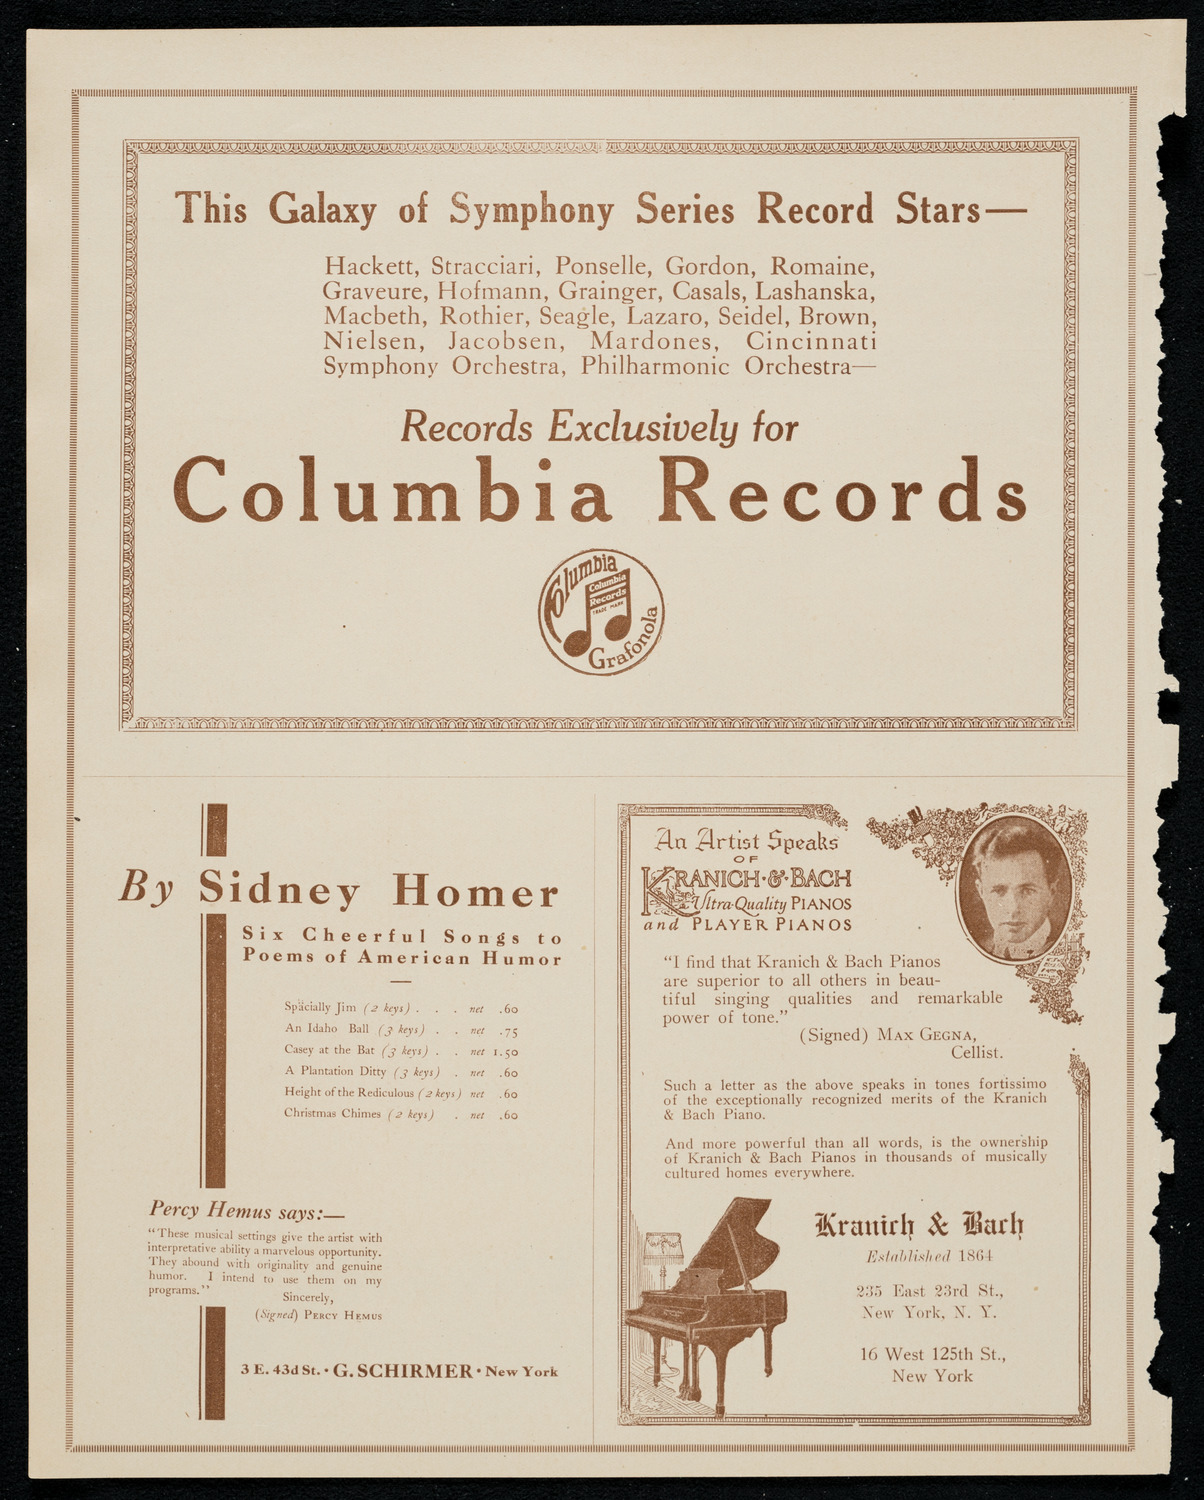 This Galaxy of Symphony Series Record Stars—
Hackett, Stracciari, Ponselle, Gordon, Romaine,
Graveure, Hofmann, Grainger, Casals, Lashanska,
Macbeth, Rothier, Seagle, Lazaro, Seidel, Brown,
Nielsen, Jacobsen, Mardones, Cincinnati
Symphony Orchestra, Philharmonic Orchestra—
Records Exclusively for
Columbia Records
Columbia
Columbia
Records
TRADE MARK
Grafonola
By Sidney Homer
Six Cheerful Songs to
Poems of American Humor
Späcially Jim (2 keys) . . . net .60
An Idaho Ball (3 keys) . . net .75
Casey at the Bat (3 keys) . . net 1.50
A Plantation Ditty (3 keys) . net .60
Height of the Rediculous (2 keys) net .60
Christmas Chimes (2 keys) . net .60
Percy Hemus says:—
“These musical settings give the artist with
interpretative ability a marvelous opportunity.
They abound with originality and genuine
humor. I intend to use them on my
programs.”
Sincerely,
(Signed) PERCY HEMUS
3 E. 43d St. · G. SCHIRMER · New York
An Artist Speaks
OF
KRANICH·&·BACH
Ultra-Quality PIANOS
and PLAYER PIANOS
“I find that Kranich & Bach Pianos
are superior to all others in beau-
tiful singing qualities and remarkable
power of tone.”
(Signed) MAX GEGNA,
Cellist.
Such a letter as the above speaks in tones fortissimo
of the exceptionally recognized merits of the Kranich
& Bach Piano.
And more powerful than all words, is the ownership
of Kranich & Bach Pianos in thousands of musically
cultured homes everywhere.
Kranich & Bach
Established 1864
235 East 23rd St.,
New York, N. Y.
16 West 125th St.,
New York